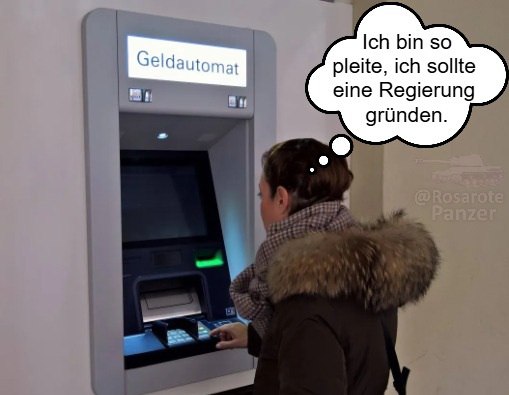 Geldautomat
Ich bin so
pleite, ich sollte
eine Regierung
gründen.
@Rosarote
Panzer